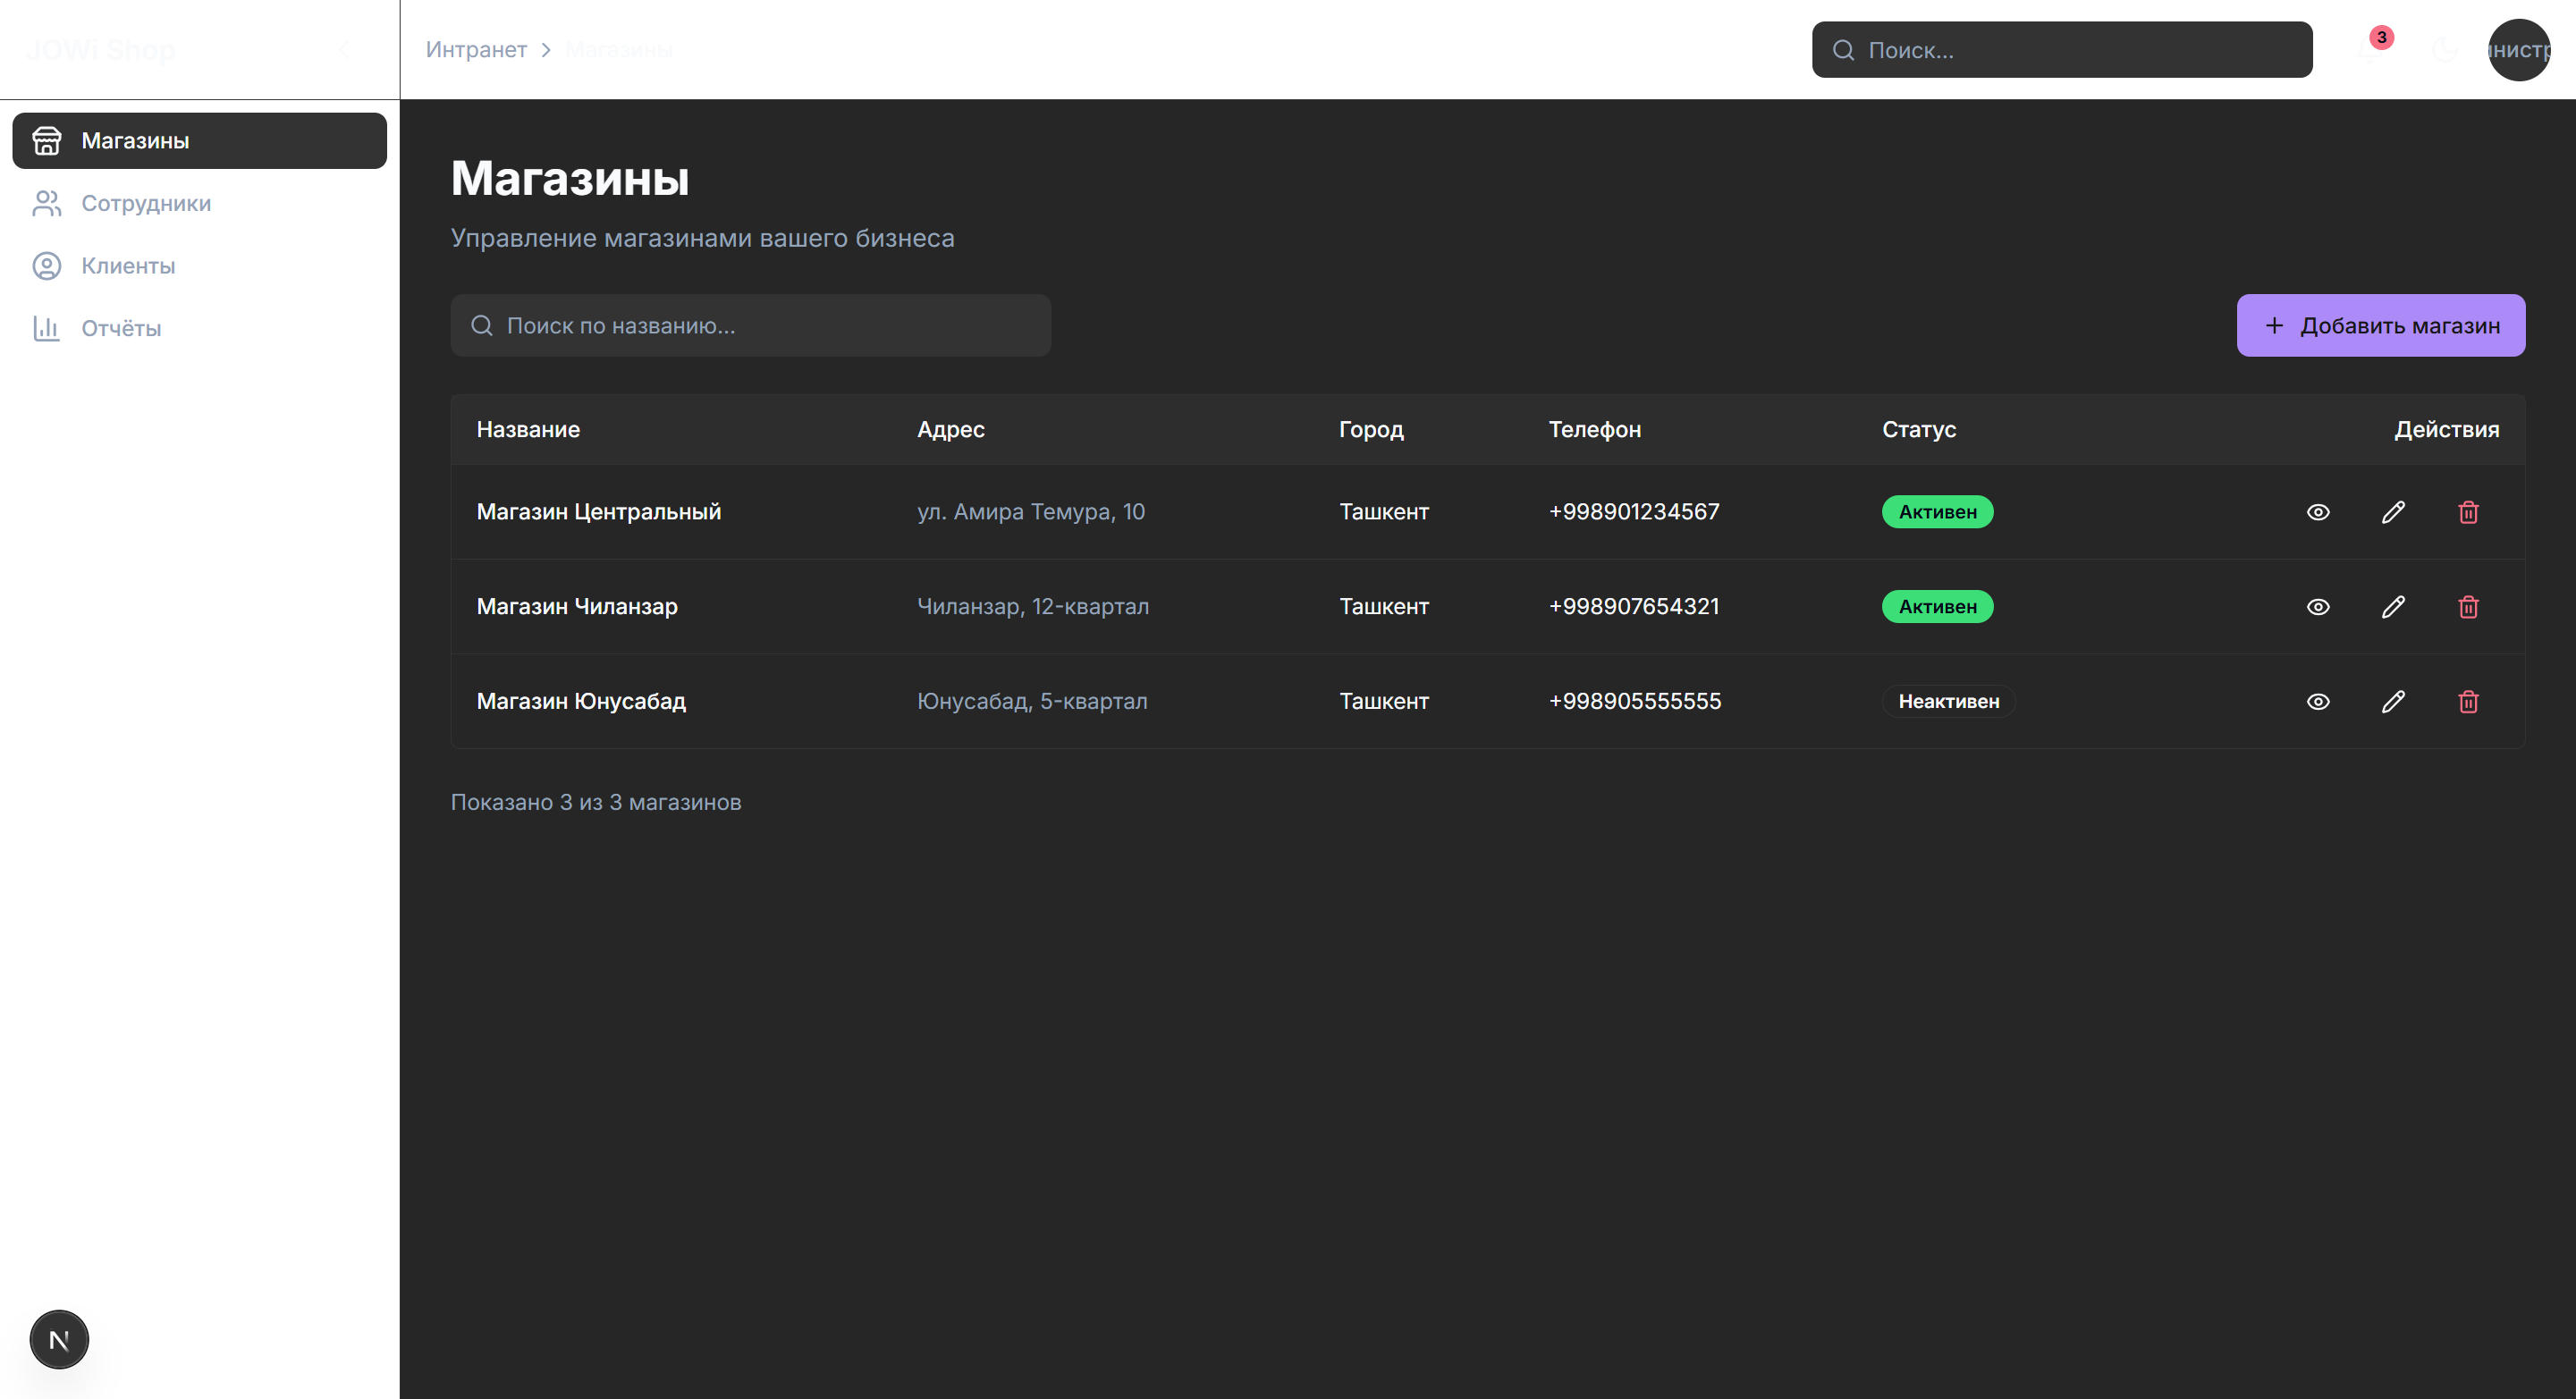 JOWi Shop
Интранет > Магазины
Поиск...
3
нистр
Магазины
Сотрудники
Клиенты
Отчёты
Магазины
Управление магазинами вашего бизнеса
Поиск по названию...
+ Добавить магазин
Название Адрес Город Телефон Статус Действия
Магазин Центральный ул. Амира Темура, 10 Ташкент +998901234567 Активен
Магазин Чиланзар Чиланзар, 12-квартал Ташкент +998907654321 Активен
Магазин Юнусабад Юнусабад, 5-квартал Ташкент +998905555555 Неактивен
Показано 3 из 3 магазинов
N